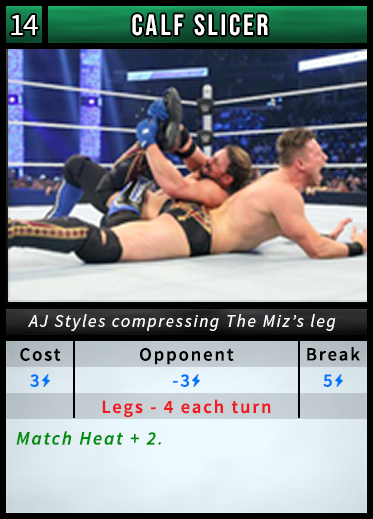 14 CALF SLICER
AJ Styles compressing The Miz's leg
Cost Opponent Break
3⚡ -3⚡ 5⚡
Legs - 4 each turn
Match Heat + 2.